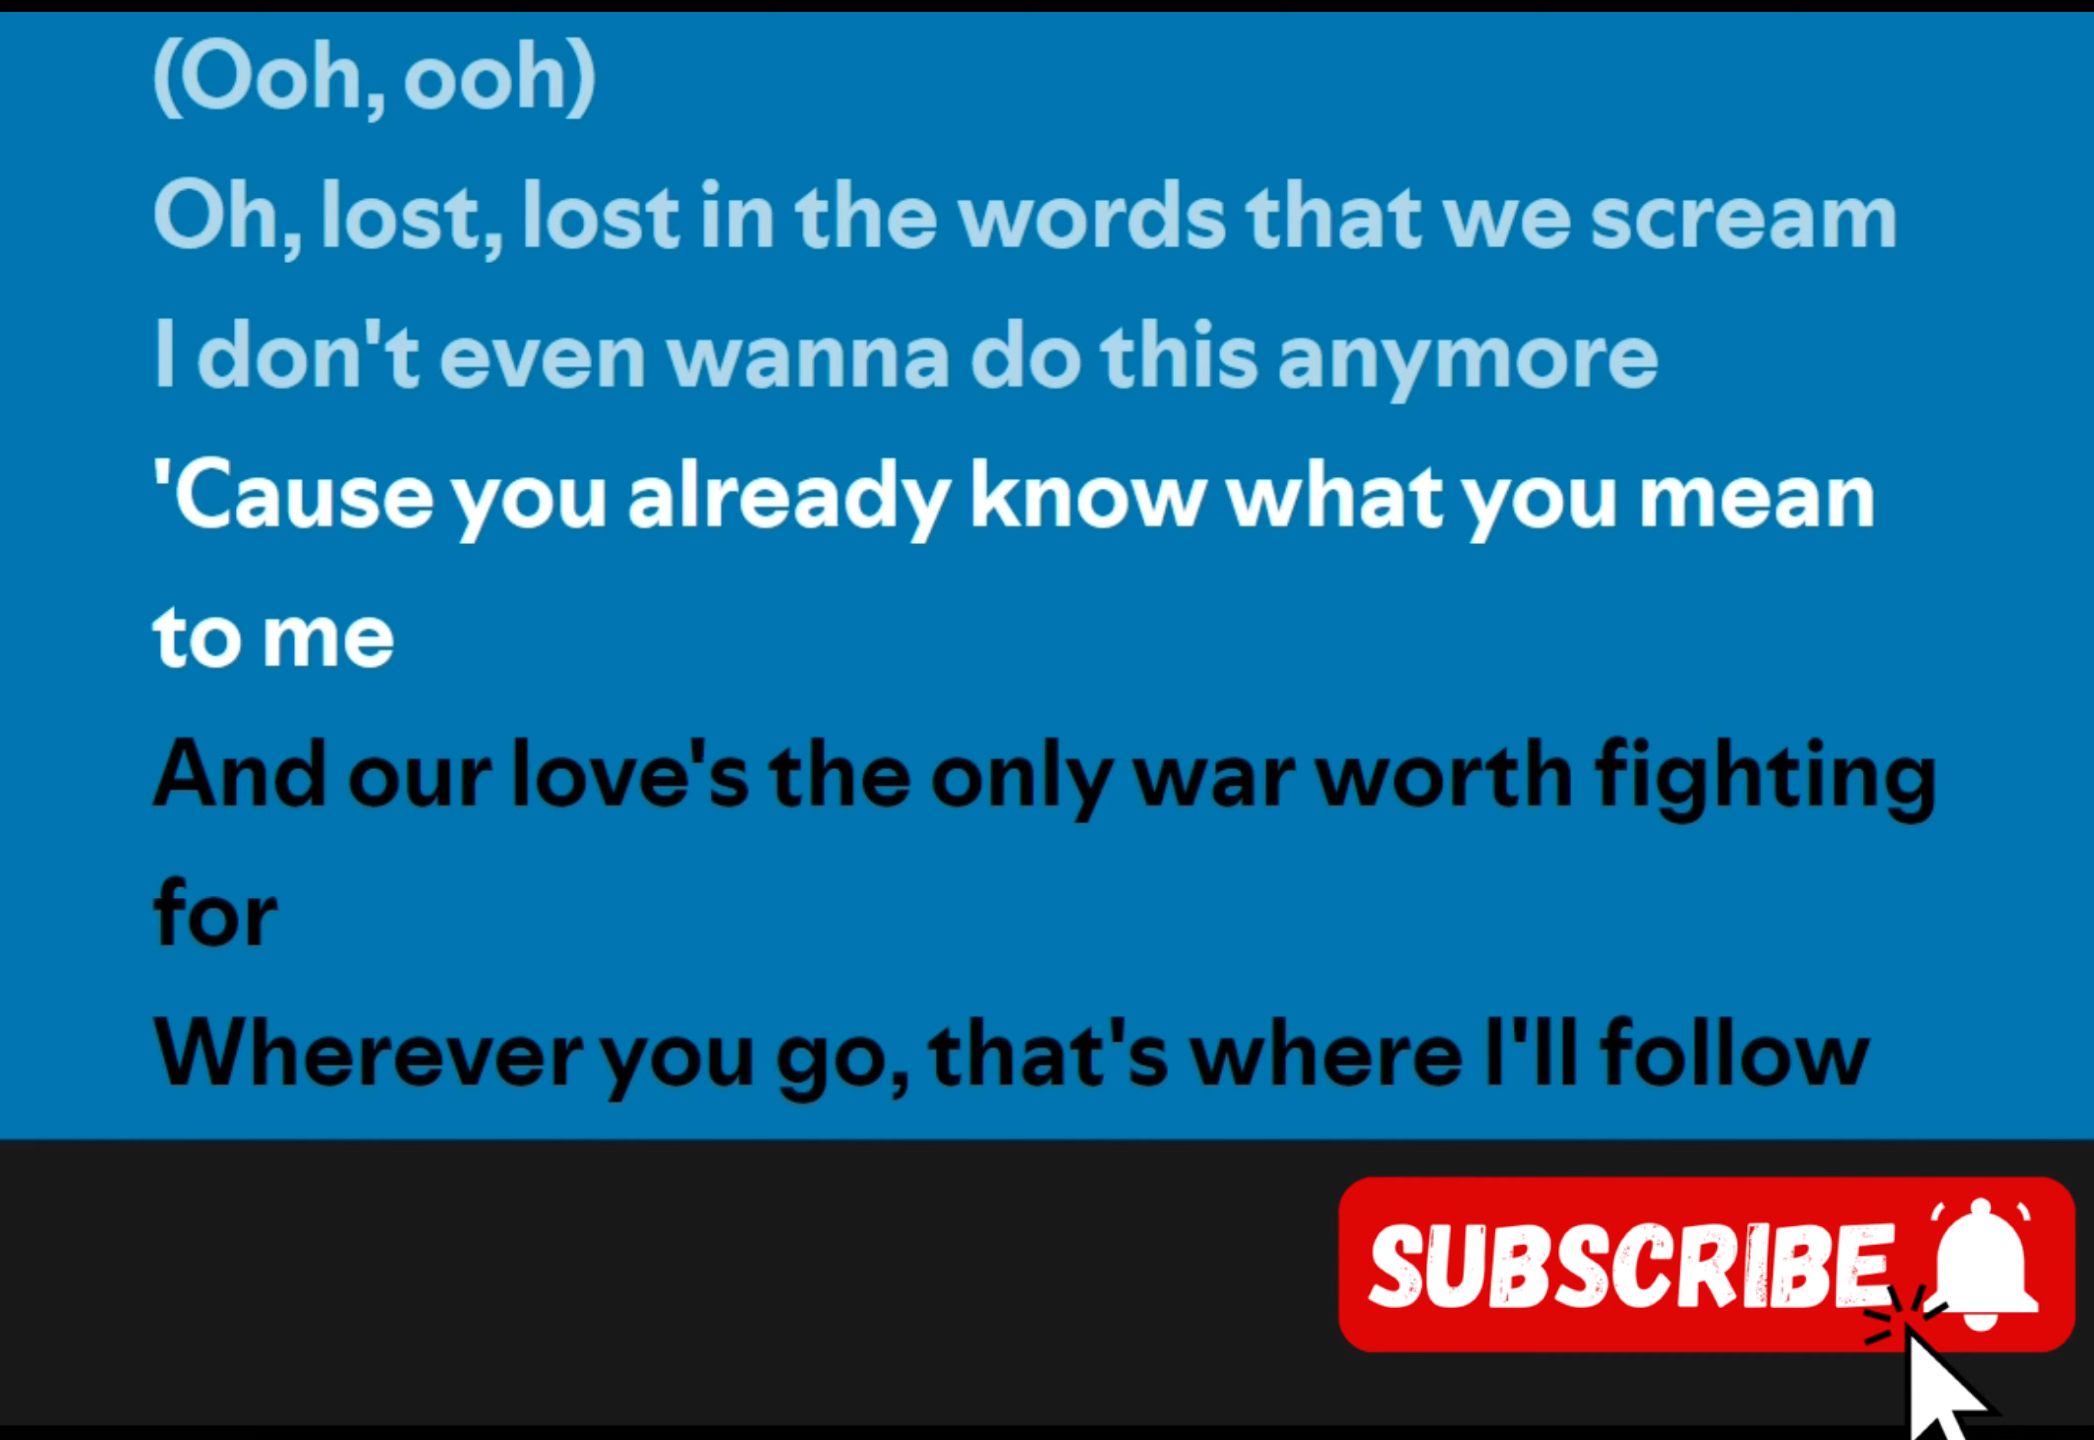 (Ooh, ooh)
Oh, lost, lost in the words that we scream
I don't even wanna do this anymore
'Cause you already know what you mean
to me
And our love's the only war worth fighting
for
Wherever you go, that's where I'll follow
SUBSCRIBE